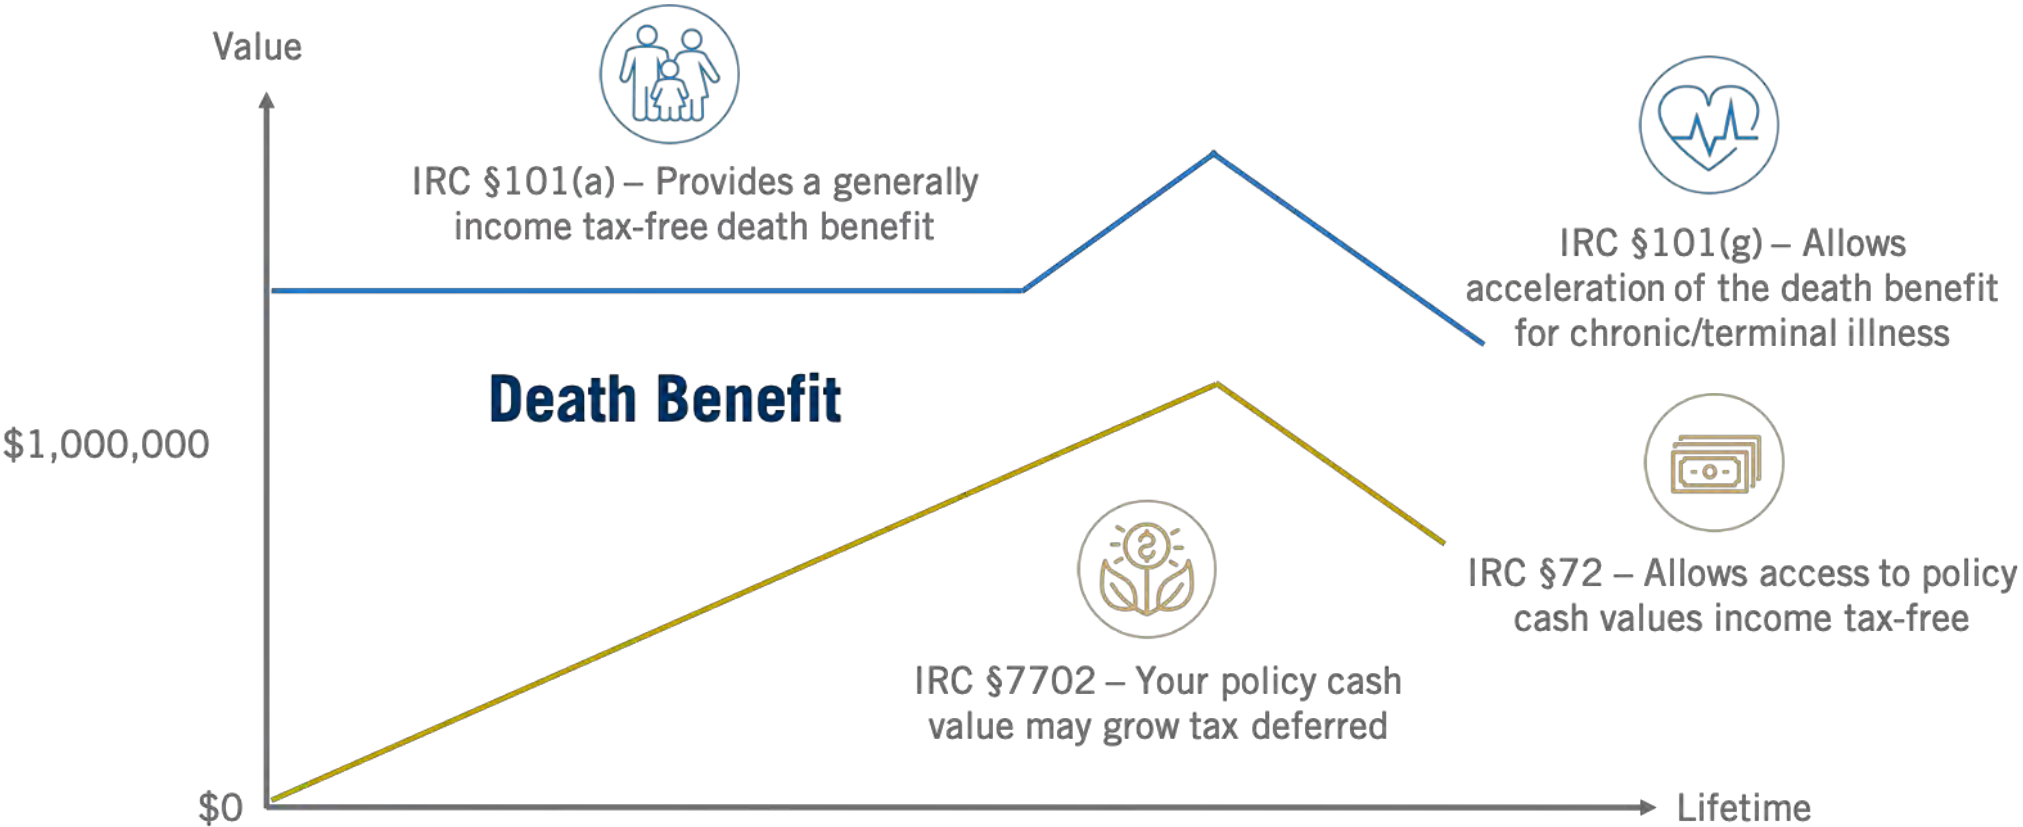 Value
IRC §101(a) – Provides a generally
income tax-free death benefit
IRC §101(g) – Allows
acceleration of the death benefit
for chronic/terminal illness
Death Benefit
$1,000,000
IRC §72 – Allows access to policy
cash values income tax-free
IRC §7702 – Your policy cash
value may grow tax deferred
$0
Lifetime